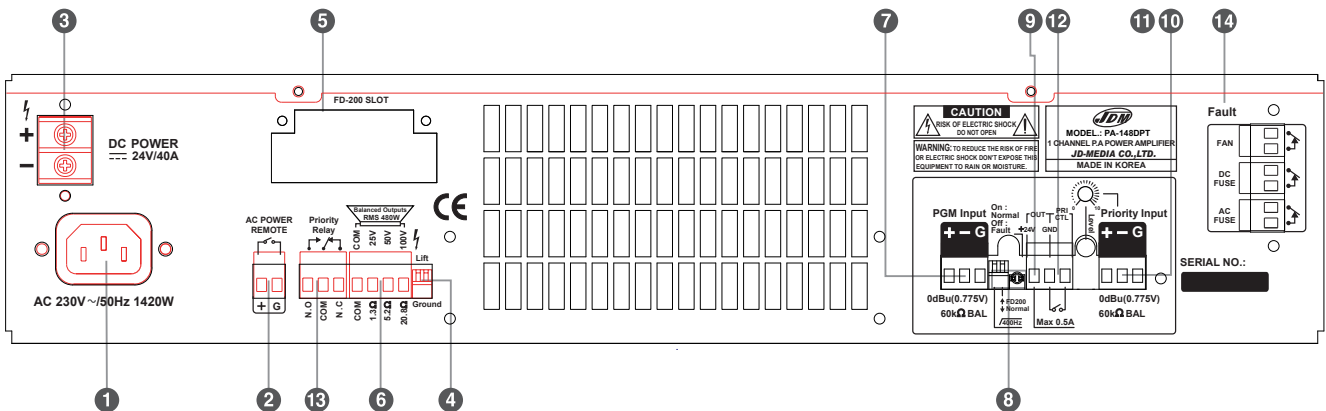 3
5
7
9
12
11
10
14
FD-200 SLOT
+
−
DC POWER
24V/40A
AC 230V～/50Hz 1420W
AC POWER
REMOTE
+ G
Priority
Relay
N.O
COM
N.C
Balanced Outputs
RMS 480W
COM
25V
50V
100V
COM
1.3Ω
5.2Ω
20.8Ω
Lift
Ground
CE
CAUTION
RISK OF ELECTRIC SHOCK
DO NOT OPEN
WARNING: TO REDUCE THE RISK OF FIRE
OR ELECTRIC SHOCK DON'T EXPOSE THIS
EQUIPMENT TO RAIN OR MOISTURE.
JDM
MODEL.: PA-148DPT
1 CHANNEL P.A POWER AMPLIFIER
JD-MEDIA CO.,LTD.
MADE IN KOREA
PGM Input
+ − G
0dBu(0.775V)
60kΩ BAL
On :
Normal
Off :
Fault
OUT
+24V
GND
PRI
CTL
0
10
Level
FD200
Normal
/400Hz
Max 0.5A
Priority Input
+ − G
0dBu(0.775V)
60kΩ BAL
Fault
FAN
DC
FUSE
AC
FUSE
SERIAL NO.:
1
2
13
6
4
8